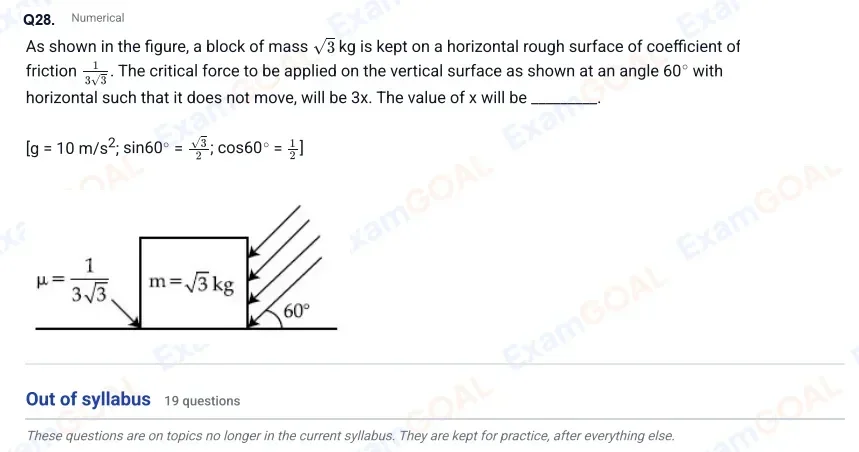 Q28. Numerical
As shown in the figure, a block of mass √3 kg is kept on a horizontal rough surface of coefficient of
friction 1/(3√3). The critical force to be applied on the vertical surface as shown at an angle 60° with
horizontal such that it does not move, will be 3x. The value of x will be ________.
[g = 10 m/s²; sin60° = √3/2; cos60° = 1/2]
μ = 1/(3√3)
m = √3 kg
60°
Out of syllabus 19 questions
These questions are on topics no longer in the current syllabus. They are kept for practice, after everything else.
ExamGOAL